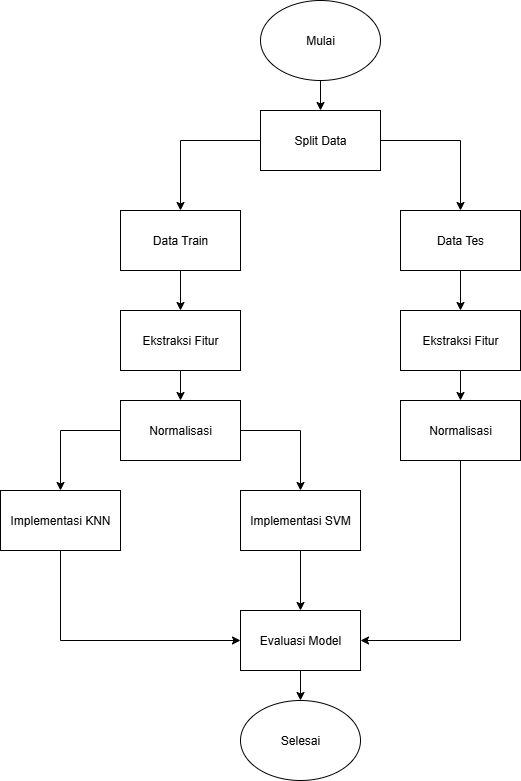 Mulai
Split Data
Data Train
Data Tes
Ekstraksi Fitur
Ekstraksi Fitur
Normalisasi
Normalisasi
Implementasi KNN
Implementasi SVM
Evaluasi Model
Selesai